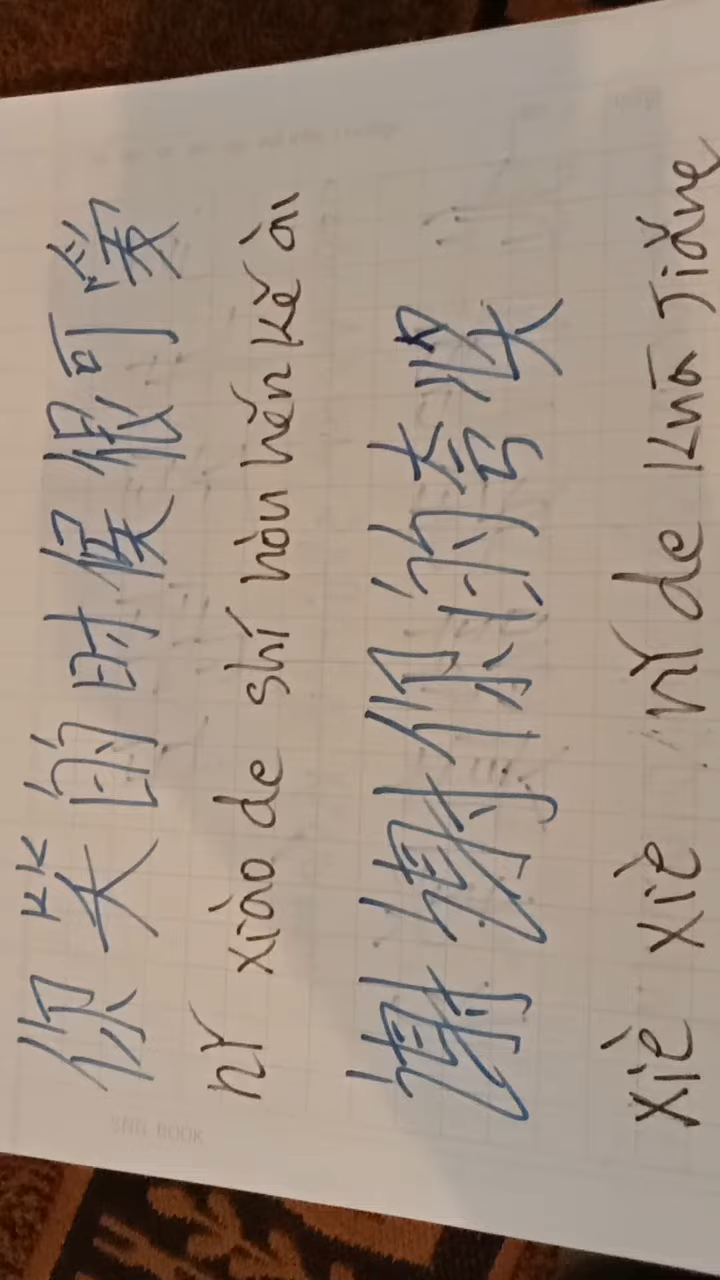 你笑的时候很可爱
nǐ xiào de shí hòu hěn kě ài
谢谢你的夸奖
xiè xiè nǐ de kuā Jiǎng
SND BOOK